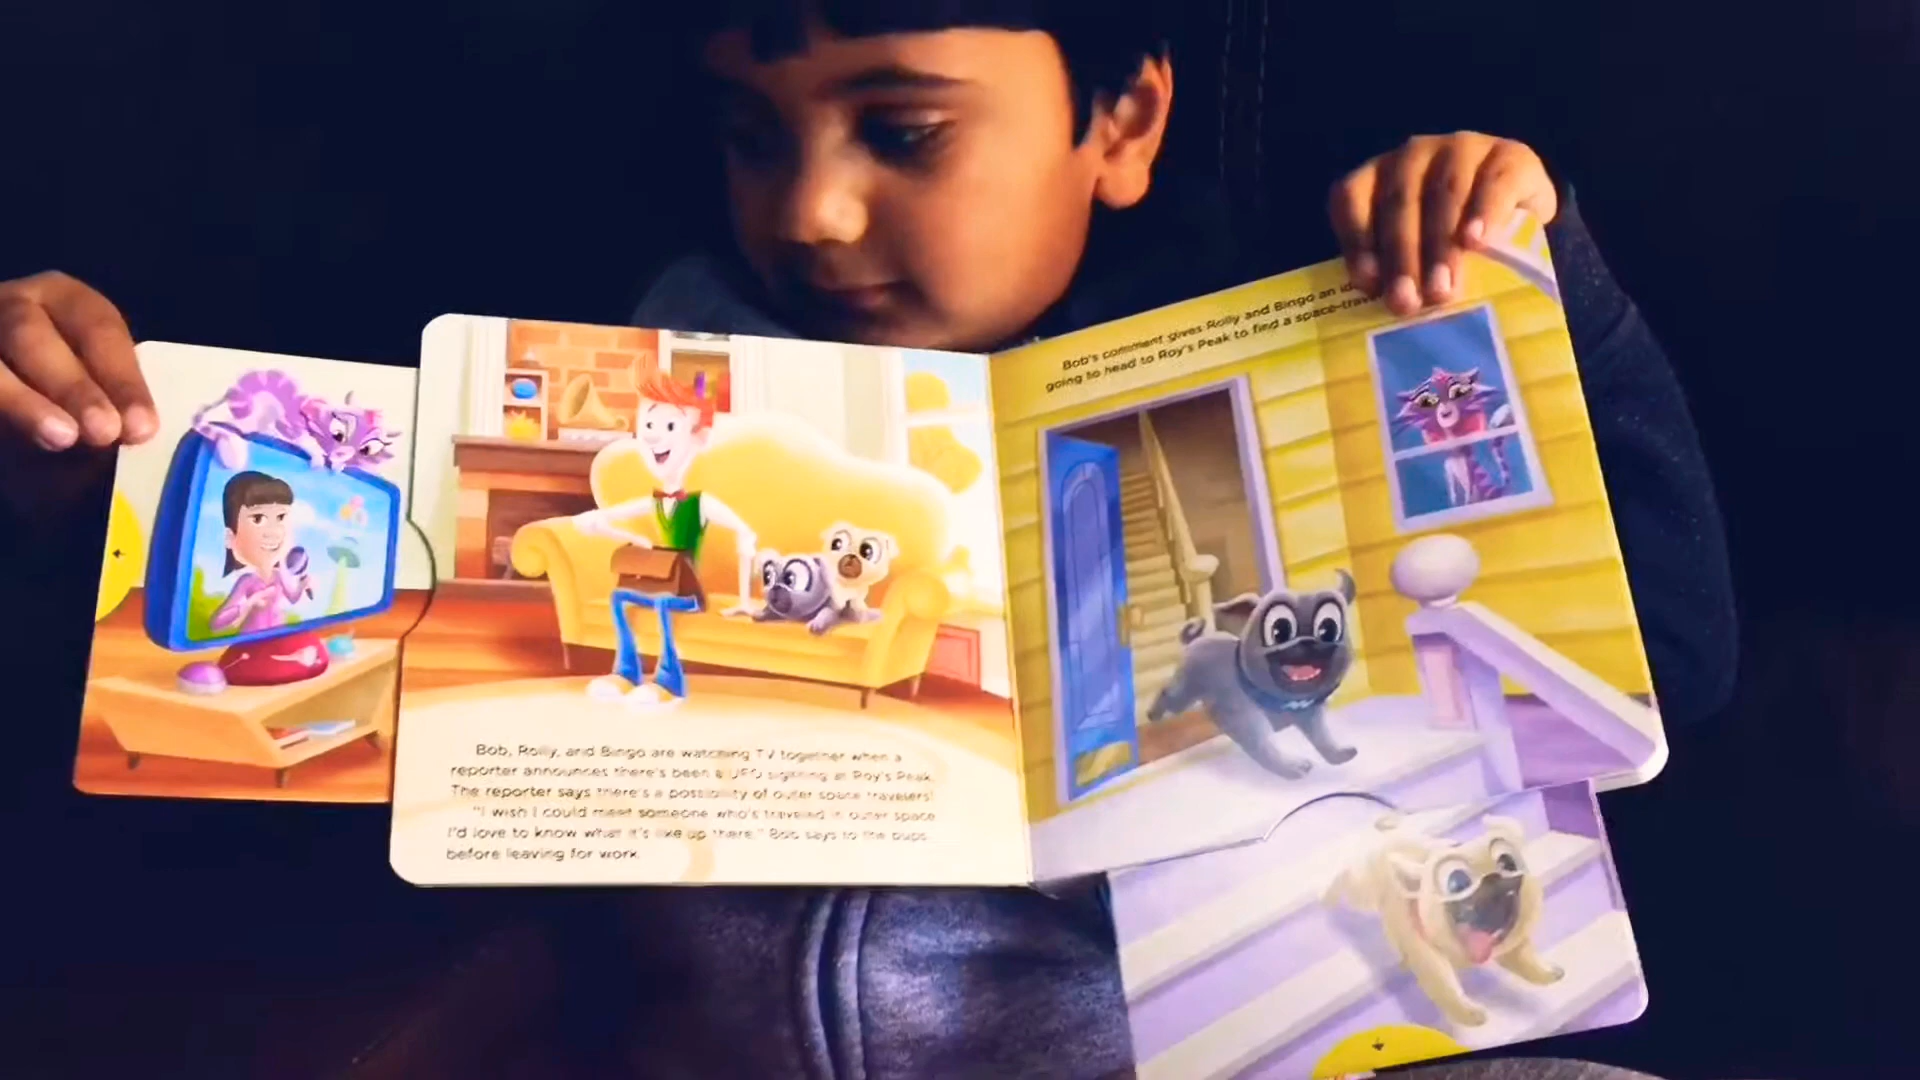 Bob, Rolly, and Bingo are watching TV together when a
reporter announces there's been a UFO sighting at Roy's Peak.
The reporter says there's a possibility of outer space travelers!
"I wish I could meet someone who's traveled in outer space
I'd love to know what it's like up there." Bob says to the pups
before leaving for work.
Bob's comment gives Rolly and Bingo an
going to head to Roy's Peak to find a